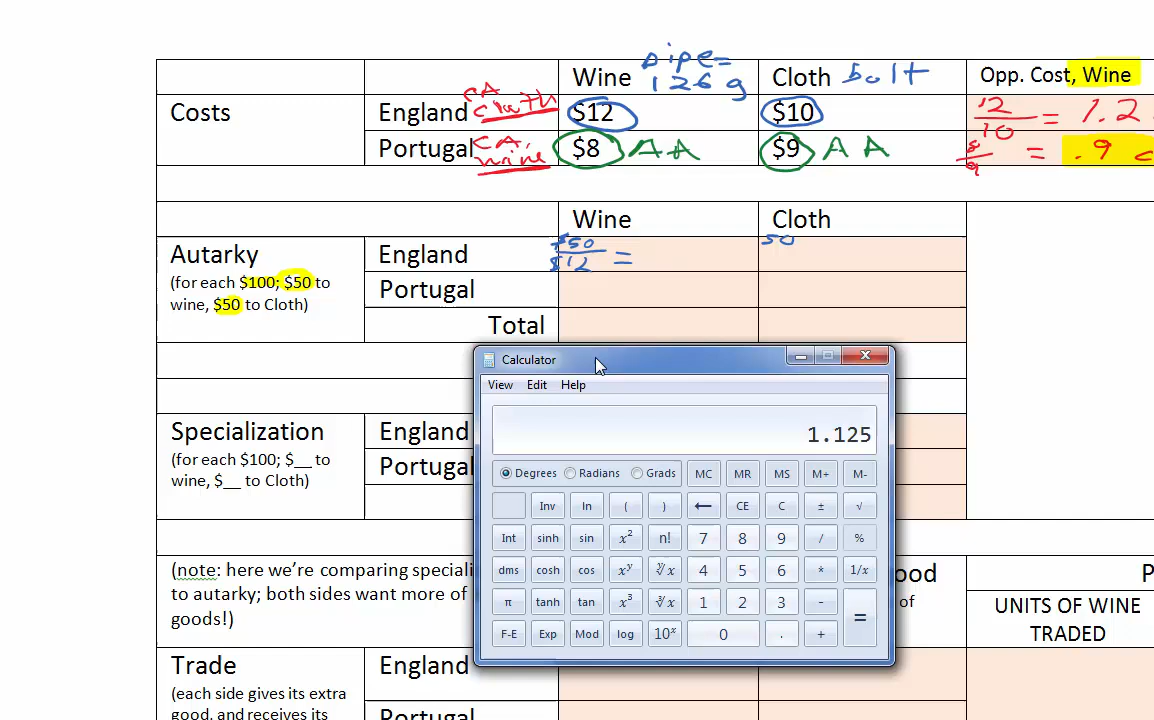 pipe=
Wine 126 g Cloth bolt Opp. Cost, Wine
Costs England CA cloth $12 $10 12/10 = 1.2
Portugal CA, wine $8 A A $9 A A 8/9 = .9 c
Wine Cloth
Autarky England $50/$12 = 50
(for each $100; $50 to
wine, $50 to Cloth)
Portugal
Total
Calculator
View Edit Help
1.125
Degrees Radians Grads MC MR MS M+ M-
Inv ln ( ) ← CE C ± √
Int sinh sin x² n! 7 8 9 / %
dms cosh cos xʸ ʸ√x 4 5 6 * 1/x
π tanh tan x³ ³√x 1 2 3 - =
F-E Exp Mod log 10ˣ 0 . +
Specialization England
(for each $100; $__ to
wine, $__ to Cloth)
Portugal
(note: here we're comparing speciali
to autarky; both sides want more of
goods!)
ood
of
P
UNITS OF WINE
TRADED
Trade England
(each side gives its extra
good, and receives its
Portugal